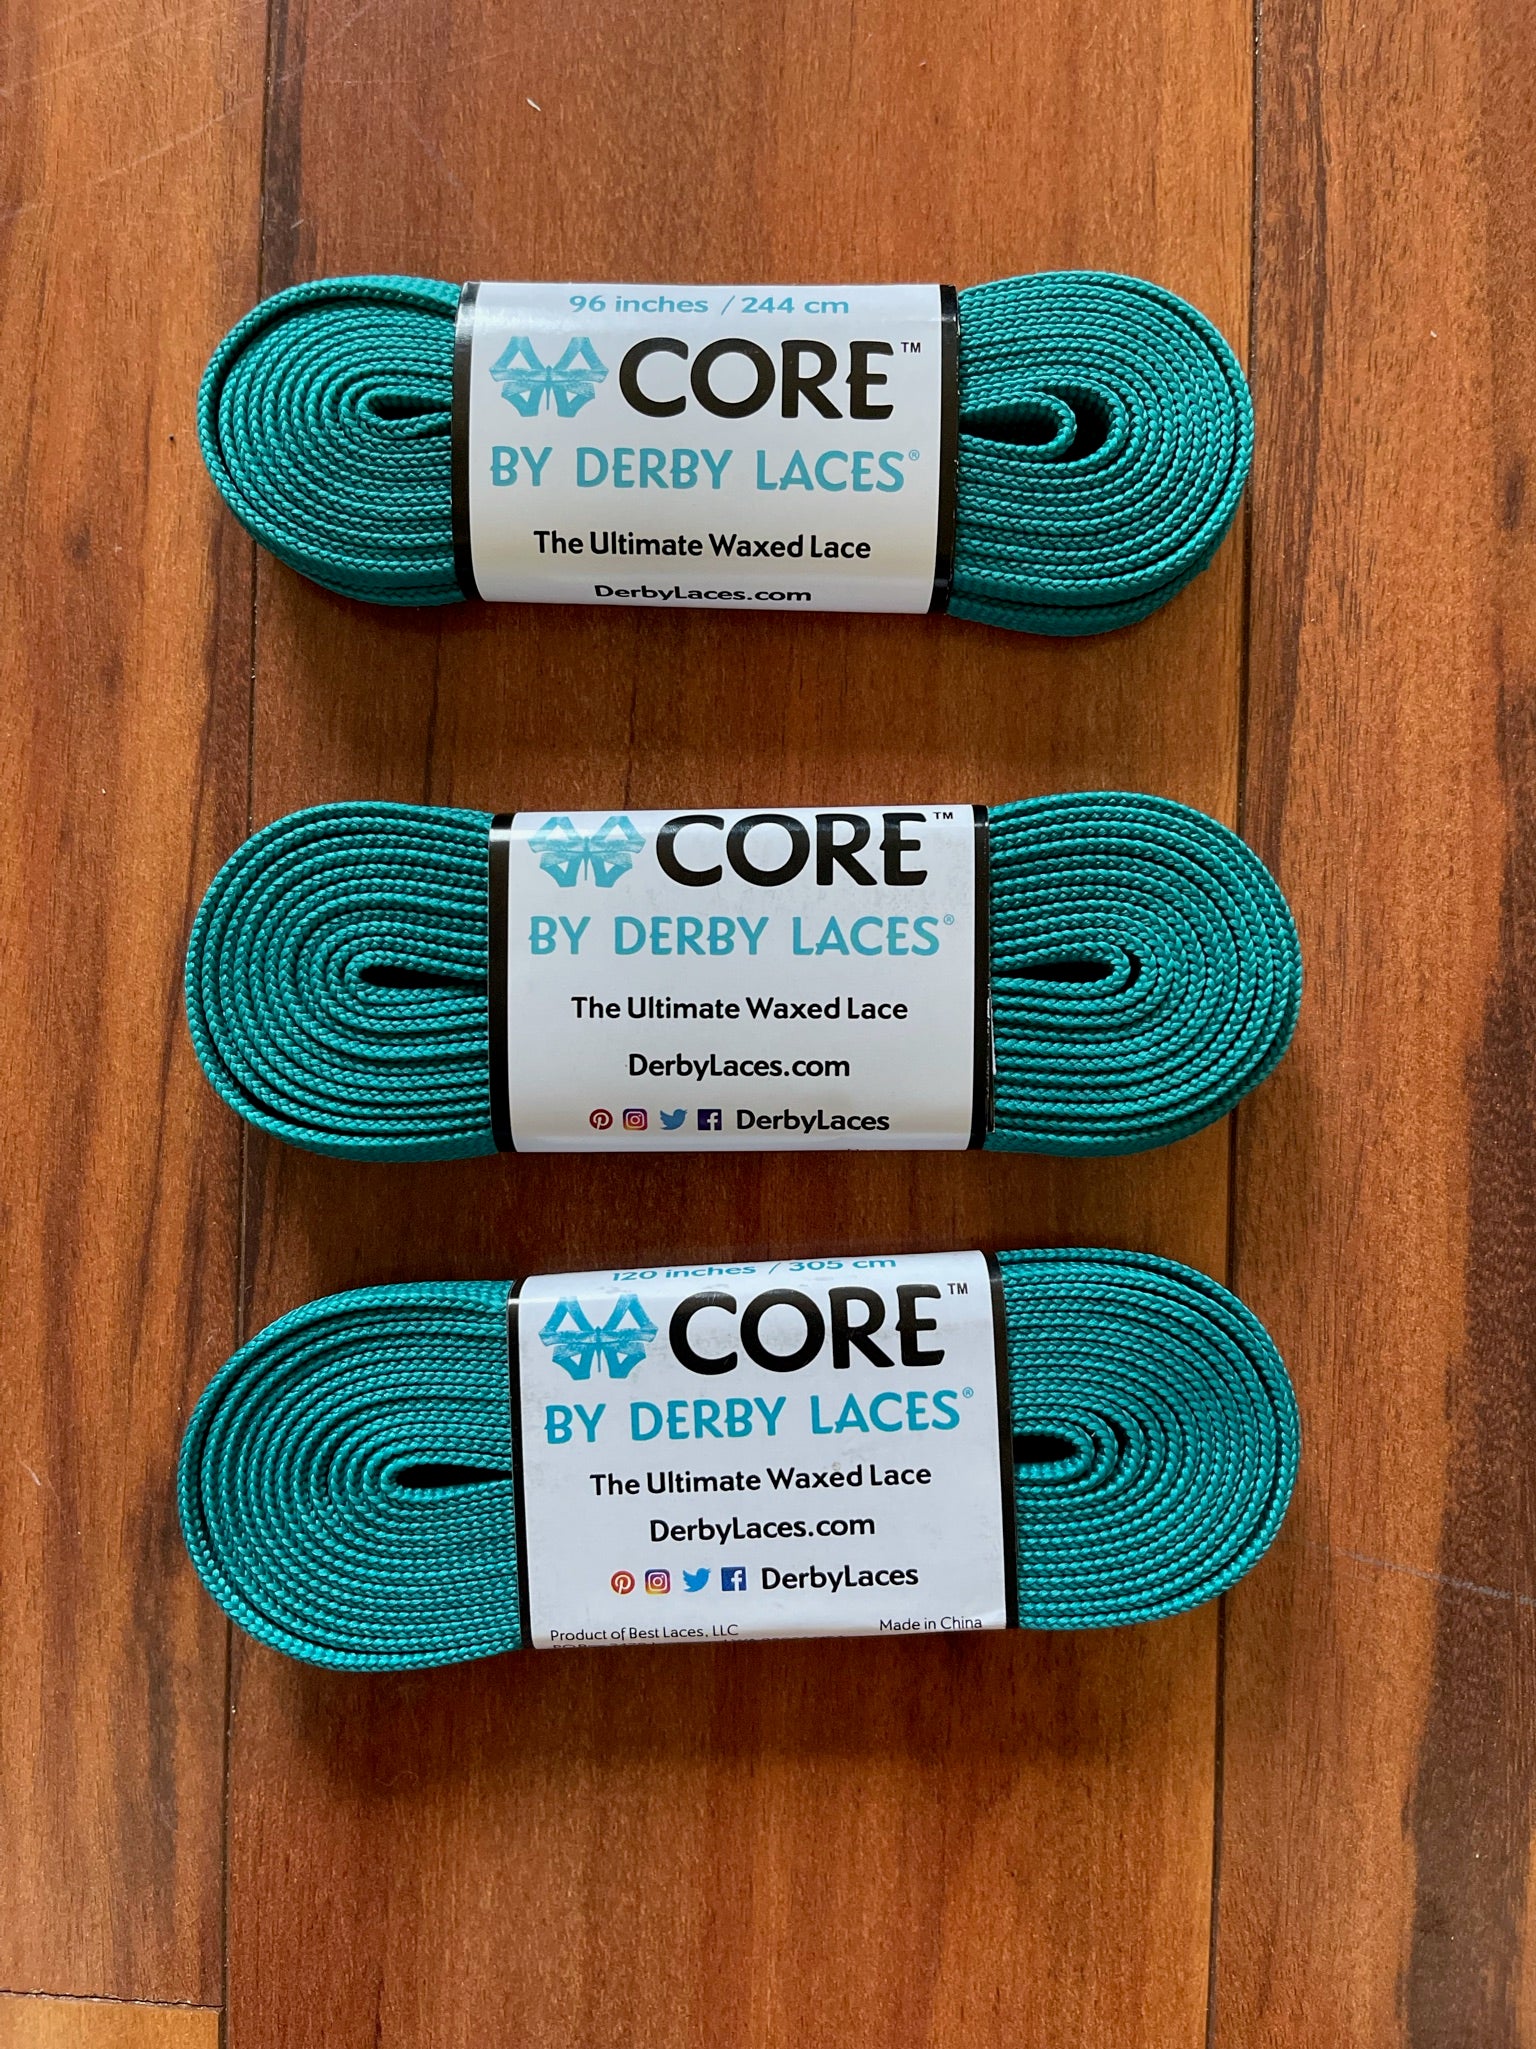 96 inches / 244 cm
CORE™
BY DERBY LACES®
The Ultimate Waxed Lace
DerbyLaces.com
CORE™
BY DERBY LACES®
The Ultimate Waxed Lace
DerbyLaces.com
DerbyLaces
120 inches / 305 cm
CORE™
BY DERBY LACES®
The Ultimate Waxed Lace
DerbyLaces.com
DerbyLaces
Product of Best Laces, LLC Made in China